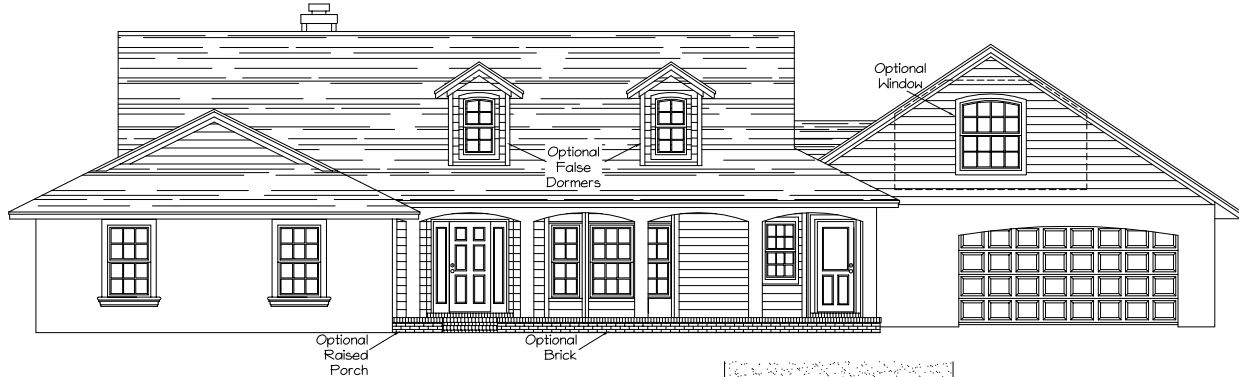 Optional
Window
Optional
False
Dormers
Optional
Raised
Porch
Optional
Brick